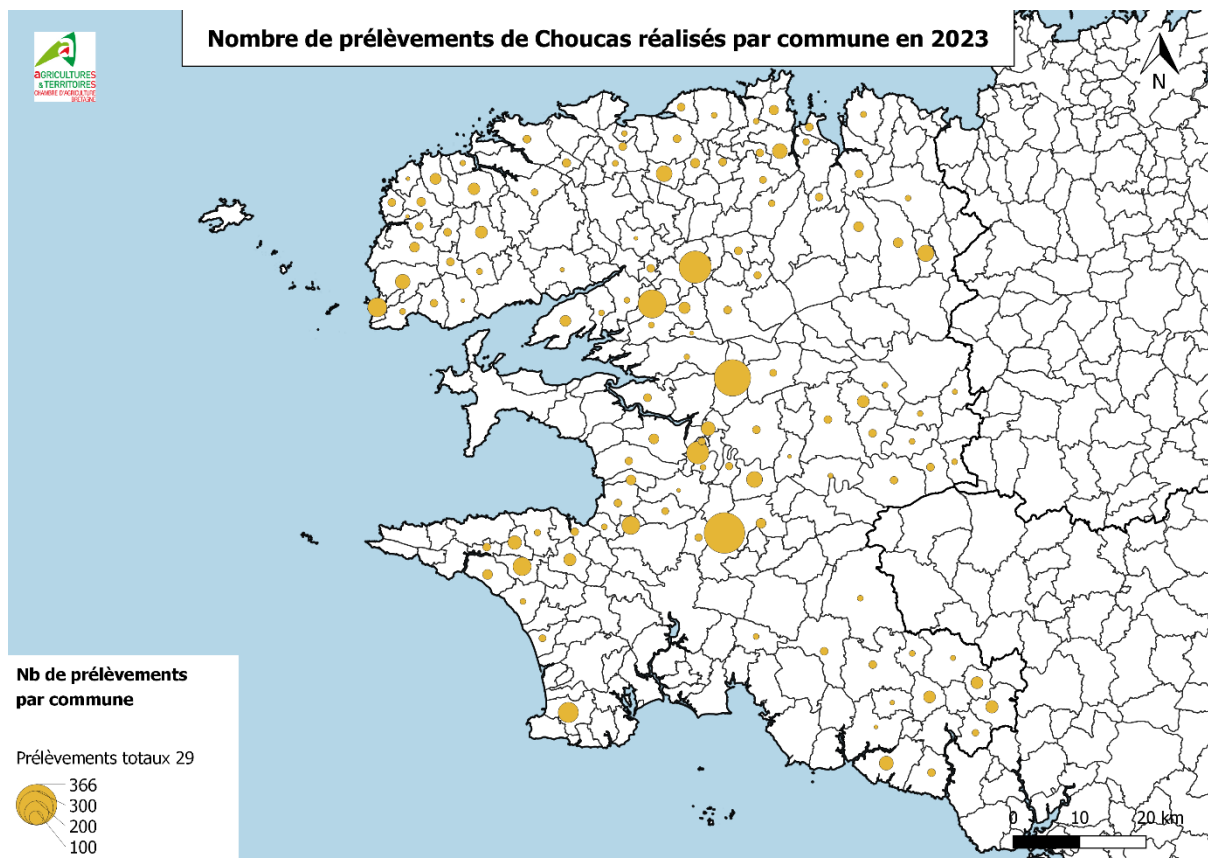 Nombre de prélèvements de Choucas réalisés par commune en 2023
AGRICULTURES
& TERRITOIRES
CHAMBRE D'AGRICULTURE
BRETAGNE
N
Nb de prélèvements
par commune
Prélèvements totaux 29
366
300
200
100
0 10 20 km